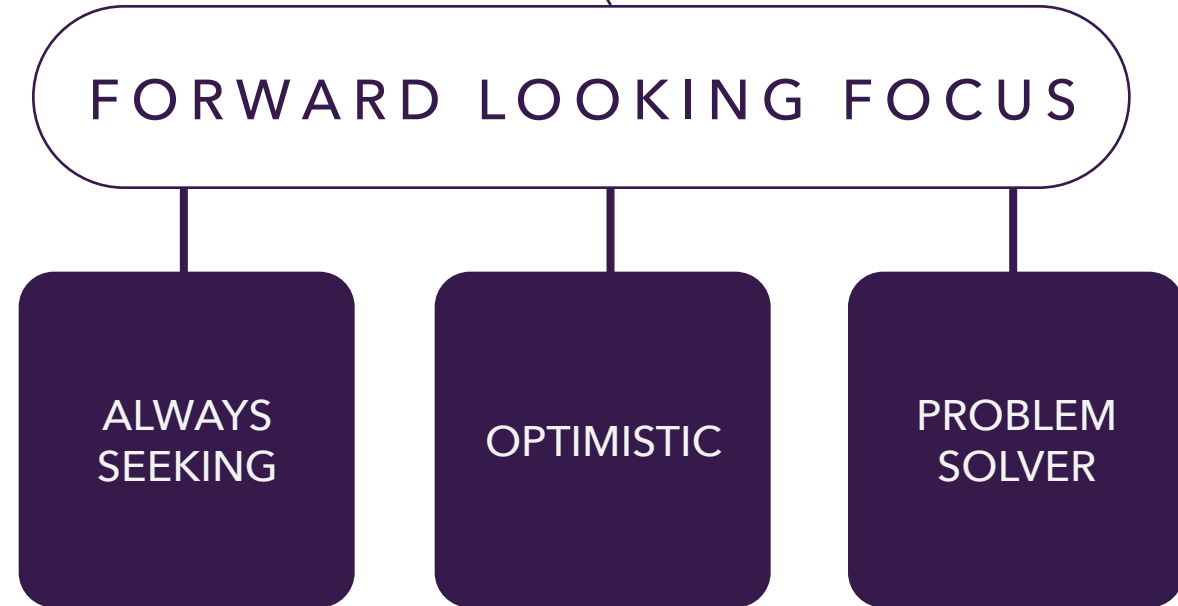 FORWARD LOOKING FOCUS
ALWAYS
SEEKING
OPTIMISTIC
PROBLEM
SOLVER